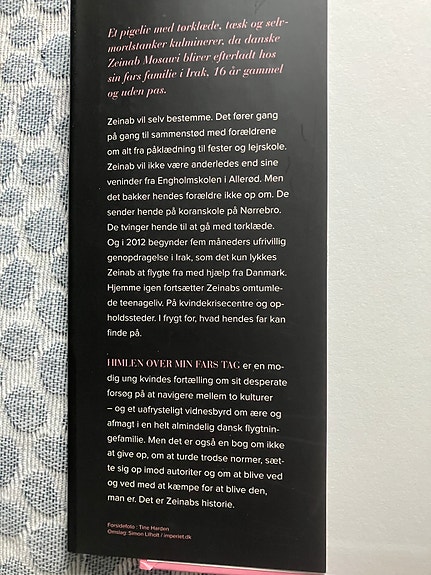 Et pigeliv med tørklæde, tæsk og selv-
mordstanker kulminerer, da danske
Zeinab Mosawi bliver efterladt hos
sin fars familie i Irak, 16 år gammel
og uden pas.
Zeinab vil selv bestemme. Det fører gang
på gang til sammenstød med forældrene
om alt fra påklædning til fester og lejrskole.
Zeinab vil ikke være anderledes end sine
veninder fra Engholmskolen i Allerød. Men
det bakker hendes forældre ikke op om. De
sender hende på koranskole på Nørrebro.
De tvinger hende til at gå med tørklæde.
Og i 2012 begynder fem måneders ufrivillig
genopdragelse i Irak, som det kun lykkes
Zeinab at flygte fra med hjælp fra Danmark.
Hjemme igen fortsætter Zeinabs omtumle-
de teenageliv. På kvindekrisecentre og op-
holdssteder. I frygt for, hvad hendes far kan
finde på.
HIMLEN OVER MIN FARS TAG er en mo-
dig ung kvindes fortælling om sit desperate
forsøg på at navigere mellem to kulturer
– og et uafrysteligt vidnesbyrd om ære og
afmagt i en helt almindelig dansk flygtnin-
gefamilie. Men det er også en bog om ikke
at give op, om at turde trodse normer, sæt-
te sig op imod autoriter og om at blive ved
og ved med at kæmpe for at blive den,
man er. Det er Zeinabs historie.
Forsidefoto : Tine Harden
Omslag: Simon Lilholt / imperiet.dk